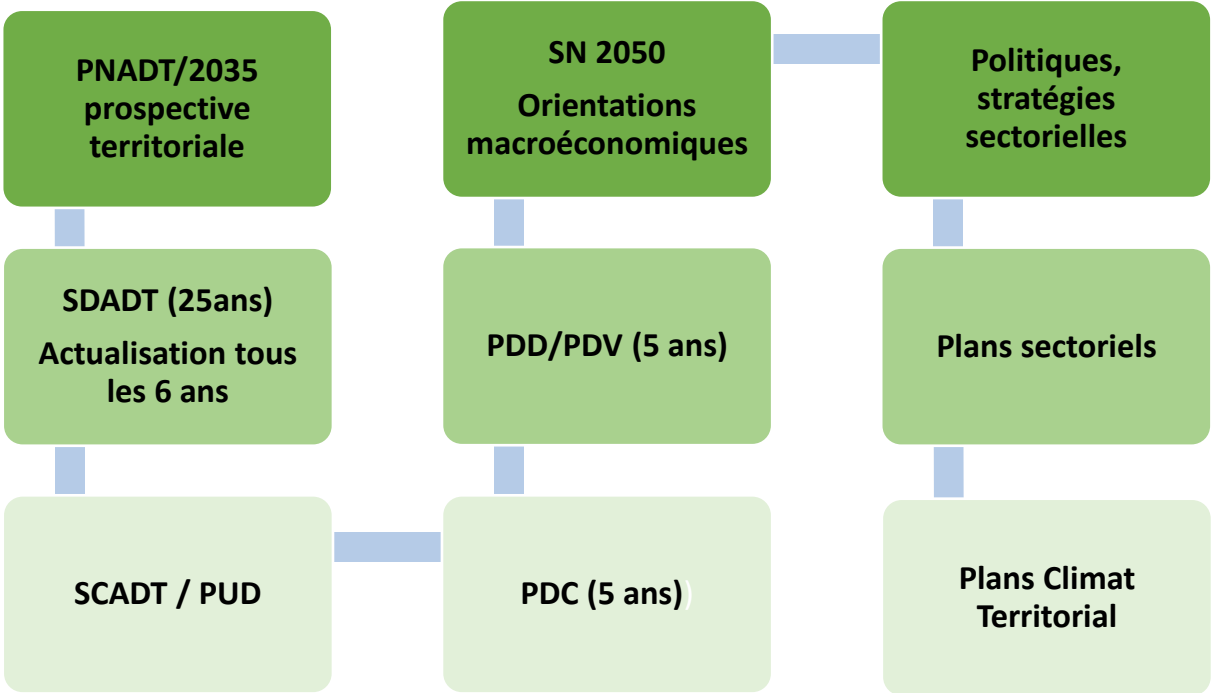 PNADT/2035
prospective
territoriale
SDADT (25ans)
Actualisation tous
les 6 ans
SCADT / PUD
PDC (5 ans))
PDD/PDV (5 ans)
SN 2050
Orientations
macroéconomiques
Politiques,
stratégies
sectorielles
Plans sectoriels
Plans Climat
Territorial